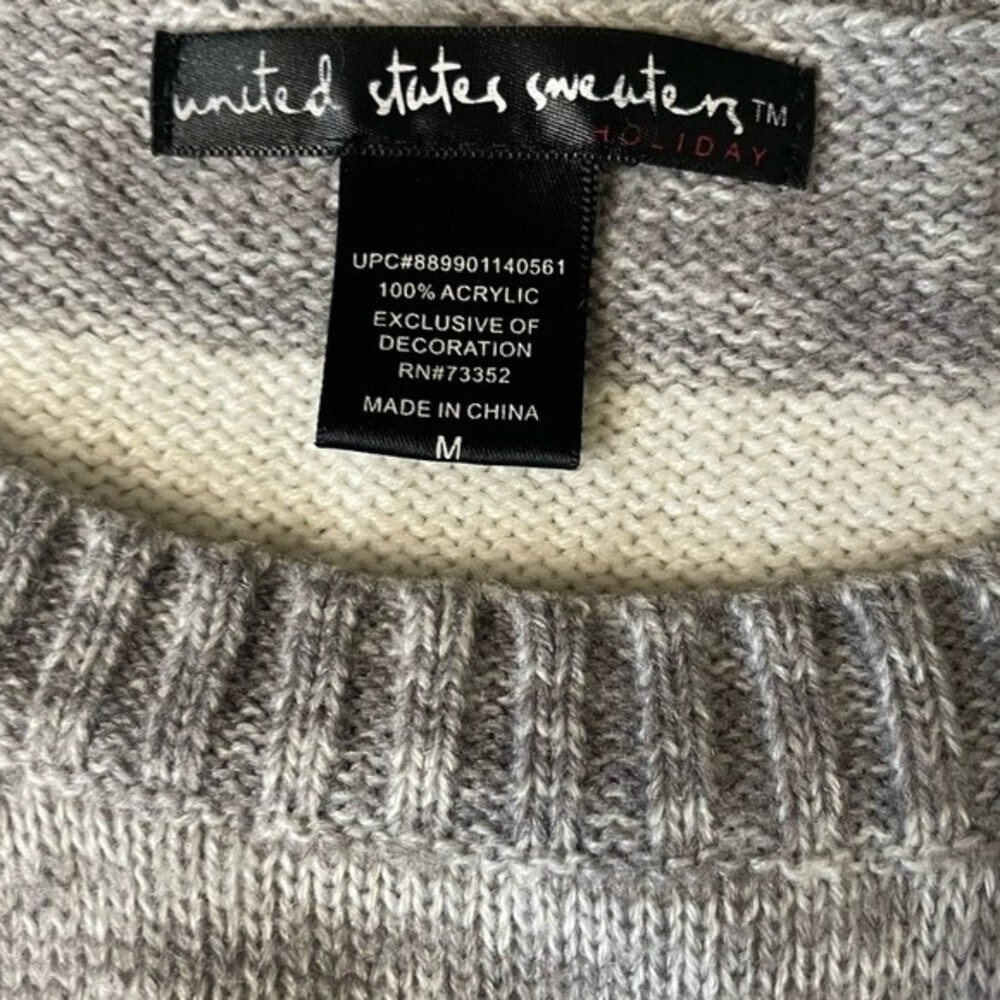 united states sweaters™
HOLIDAY
UPC#889901140561
100% ACRYLIC
EXCLUSIVE OF
DECORATION
RN#73352
MADE IN CHINA
M